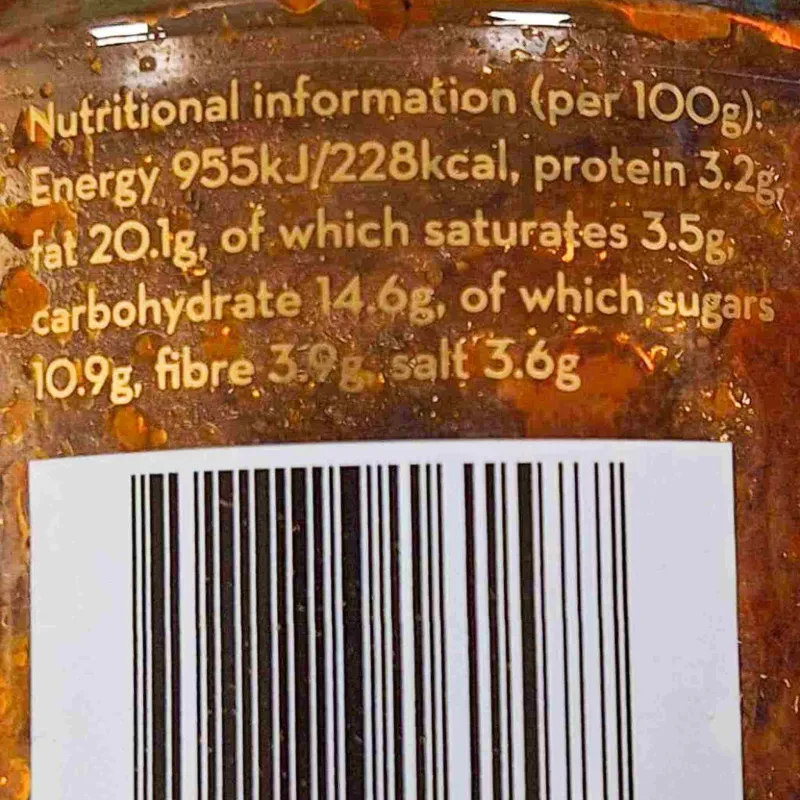 Nutritional information (per 100g):
Energy 955kJ/228kcal, protein 3.2g,
fat 20.1g, of which saturates 3.5g,
carbohydrate 14.6g, of which sugars
10.9g, fibre 3.9g, salt 3.6g